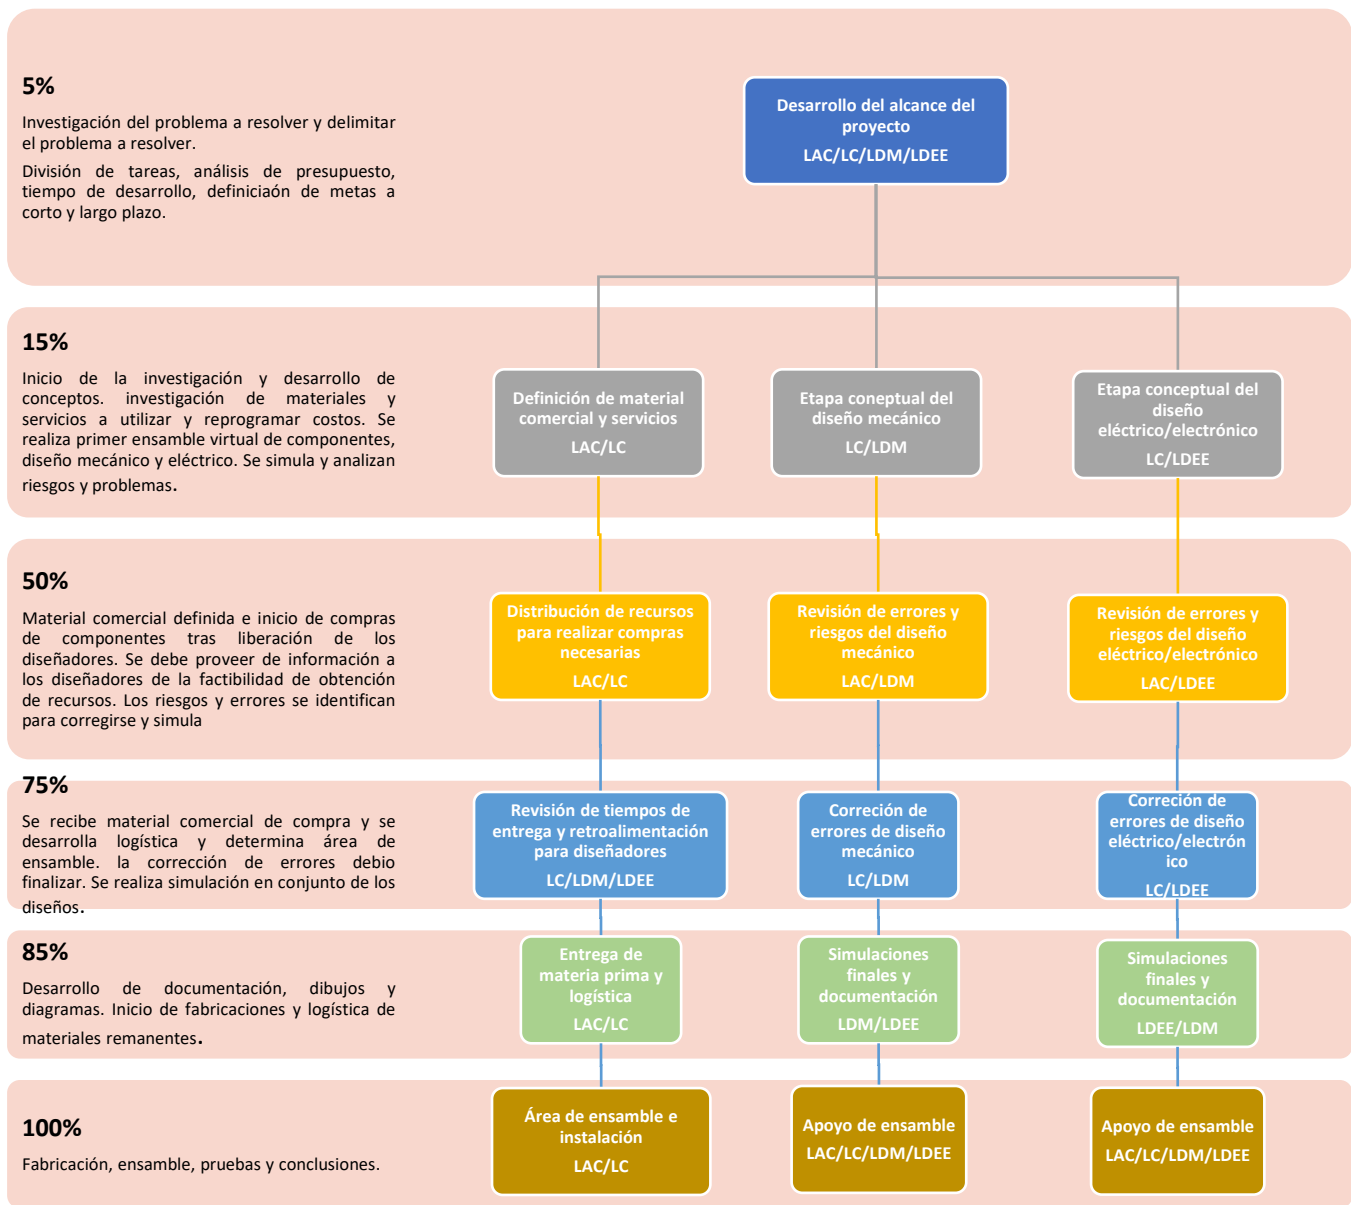 5%
Investigación del problema a resolver y delimitar
el problema a resolver.
División de tareas, análisis de presupuesto,
tiempo de desarrollo, definiciaón de metas a
corto y largo plazo.
Desarrollo del alcance del
proyecto
LAC/LC/LDM/LDEE
15%
Inicio de la investigación y desarrollo de
conceptos. investigación de materiales y
servicios a utilizar y reprogramar costos. Se
realiza primer ensamble virtual de componentes,
diseño mecánico y eléctrico. Se simula y analizan
riesgos y problemas.
Definición de material
comercial y servicios
LAC/LC
Etapa coneptual del
diseño mecánico
LC/LDM
Etapa conceptual del
diseño
eléctrico/electrónico
LC/LDEE
50%
Material comercial definida e inicio de compras
de componentes tras liberación de los
diseñadores. Se debe proveer de información a
los diseñadores de la factibilidad de obtención
de recursos. Los riesgos y errores se identifican
para corregirse y simula
Distribución de recursos
para realizar compras
necesarias
LAC/LC
Revisión de errores y
riesgos del diseño
mecánico
LAC/LDM
Revisión de errores y
riesgos del diseño
eléctrico/electrónico
LAC/LDEE
75%
Se recibe material comercial de compra y se
desarrolla logística y determina área de
ensamble. la corrección de errores debio
finalizar. Se realiza simulación en conjunto de los
diseños.
Revisión de tiempos de
entrega y retroalimentación
para diseñadores
LC/LDM/LDEE
Correción de
errores de diseño
mecánico
LC/LDM
Correción de
errores de diseño
eléctrico/electrón
ico
LC/LDEE
85%
Desarrollo de documentación, dibujos y
diagramas. Inicio de fabricaciones y logística de
materiales remanentes.
Entrega de
materia prima y
logística
LAC/LC
Simulaciones
finales y
documentación
LDM/LDEE
Simulaciones
finales y
documentación
LDEE/LDM
100%
Fabricación, ensamble, pruebas y conclusiones.
Área de ensamble e
instalación
LAC/LC
Apoyo de ensamble
LAC/LC/LDM/LDEE
Apoyo de ensamble
LAC/LC/LDM/LDEE